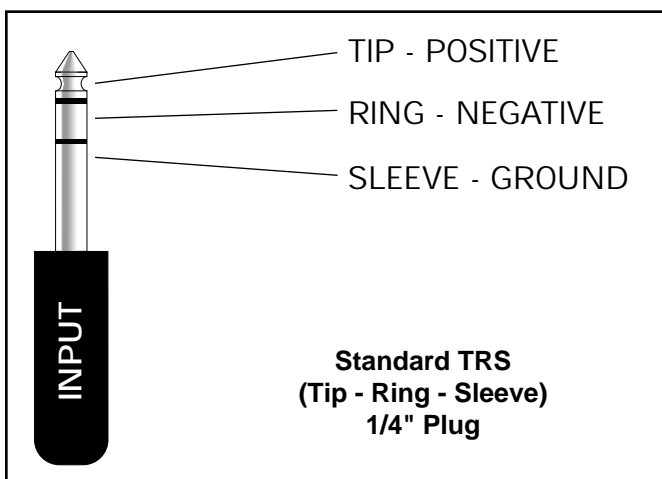 TIP - POSITIVE
RING - NEGATIVE
SLEEVE - GROUND
INPUT
Standard TRS
(Tip - Ring - Sleeve)
1/4" Plug